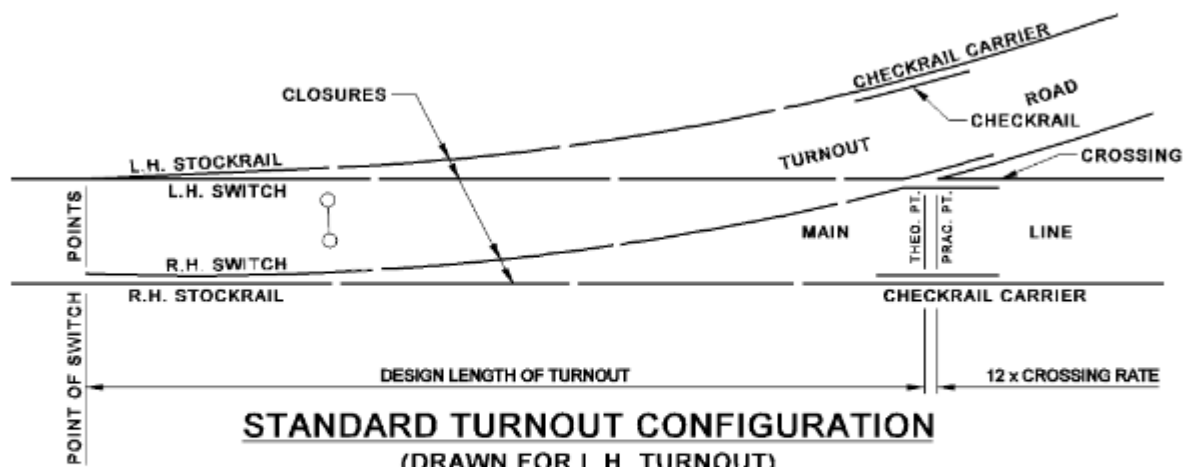 CHECKRAIL CARRIER
ROAD
CLOSURES
CHECKRAIL
TURNOUT
CROSSING
L.H. STOCKRAIL
L.H. SWITCH
POINTS
THEO. PT.
PRAC. PT.
MAIN
LINE
R.H. SWITCH
R.H. STOCKRAIL
CHECKRAIL CARRIER
POINT OF SWITCH
DESIGN LENGTH OF TURNOUT
12 x CROSSING RATE
STANDARD TURNOUT CONFIGURATION
(DRAWN FOR L.H. TURNOUT)